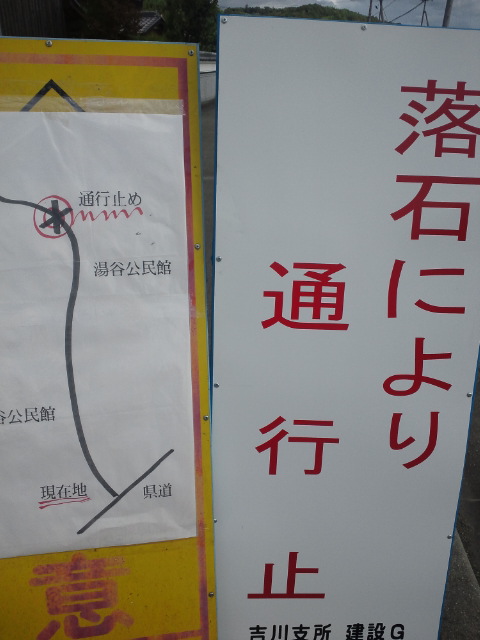 落石により
通行止
吉川支所 建設G
通行止め
湯谷公民館
谷公民館
現在地
県道
意